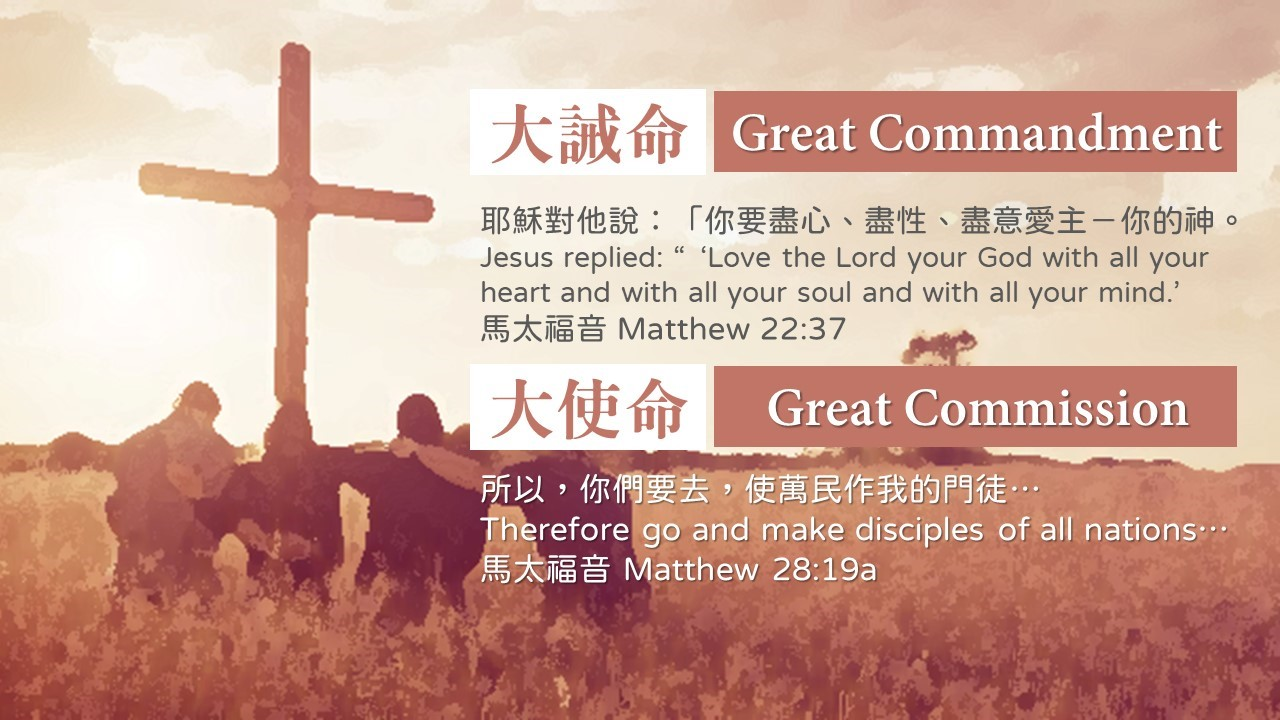 大誡命 Great Commandment
耶穌對他說：「你要盡心、盡性、盡意愛主－你的神。
Jesus replied: “ ‘Love the Lord your God with all your
heart and with all your soul and with all your mind.’
馬太福音 Matthew 22:37
大使命 Great Commission
所以，你們要去，使萬民作我的門徒⋯
Therefore go and make disciples of all nations⋯
馬太福音 Matthew 28:19a